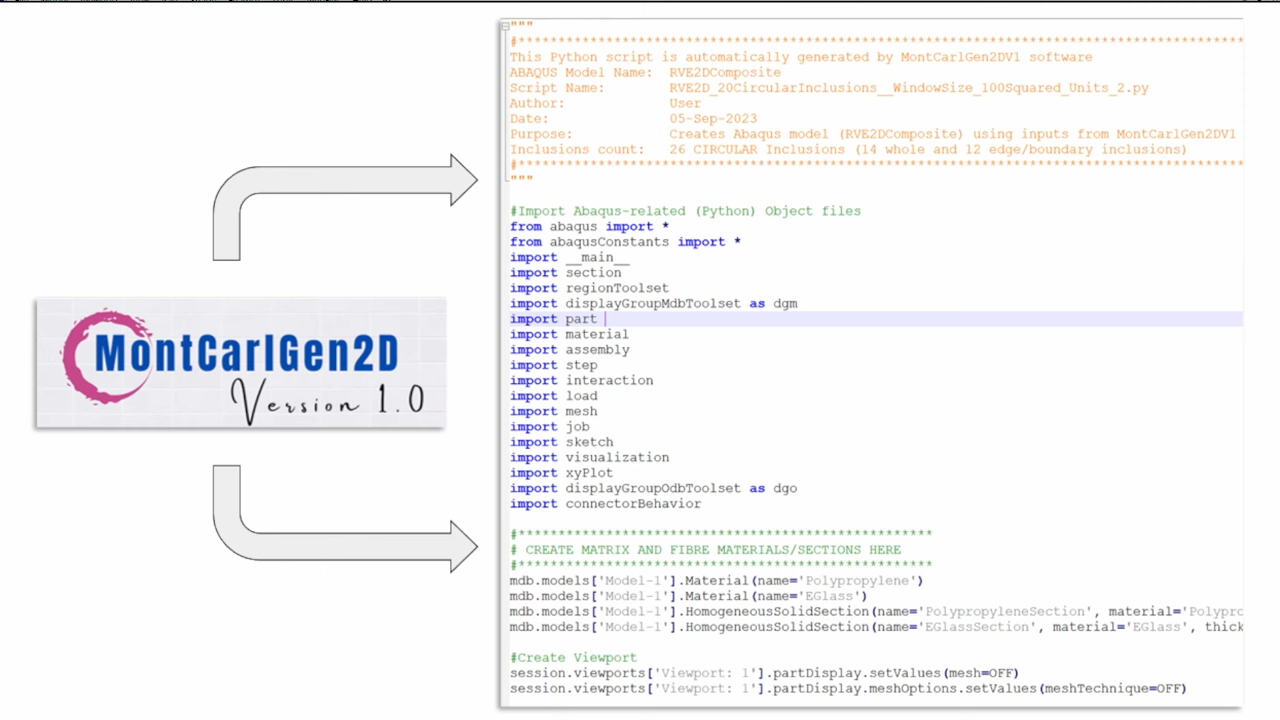 MontCarlGen2D
Version 1.0
"""
#*******************************************************************************************
This Python script is automatically generated by MontCarlGen2DV1 software
ABAQUS Model Name:  RVE2DComposite
Script Name:        RVE2D_20CircularInclusions__WindowSize_100Squared_Units_2.py
Author:             User
Date:               05-Sep-2023
Purpose:            Creates Abaqus model (RVE2DComposite) using inputs from MontCarlGen2DV1
Inclusions count:   26 CIRCULAR Inclusions (14 whole and 12 edge/boundary inclusions)
#*******************************************************************************************
"""
#Import Abaqus-related (Python) Object files
from abaqus import *
from abaqusConstants import *
import __main__
import section
import regionToolset
import displayGroupMdbToolset as dgm
import part
import material
import assembly
import step
import interaction
import load
import mesh
import job
import sketch
import visualization
import xyPlot
import displayGroupOdbToolset as dgo
import connectorBehavior
#****************************************************
# CREATE MATRIX AND FIBRE MATERIALS/SECTIONS HERE
#****************************************************
mdb.models['Model-1'].Material(name='Polypropylene')
mdb.models['Model-1'].Material(name='EGlass')
mdb.models['Model-1'].HomogeneousSolidSection(name='PolypropyleneSection', material='Polypro
mdb.models['Model-1'].HomogeneousSolidSection(name='EGlassSection', material='EGlass', thick
#Create Viewport
session.viewports['Viewport: 1'].partDisplay.setValues(mesh=OFF)
session.viewports['Viewport: 1'].partDisplay.meshOptions.setValues(meshTechnique=OFF)